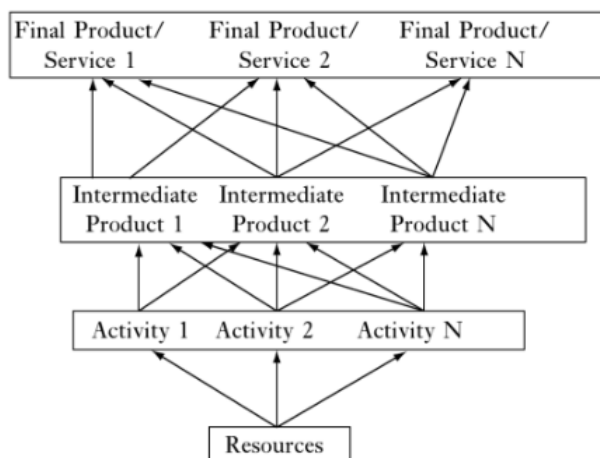 Final Product/ Final Product/ Final Product/
Service 1 Service 2 Service N
Intermediate Intermediate Intermediate
Product 1 Product 2 Product N
Activity 1 Activity 2 Activity N
Resources